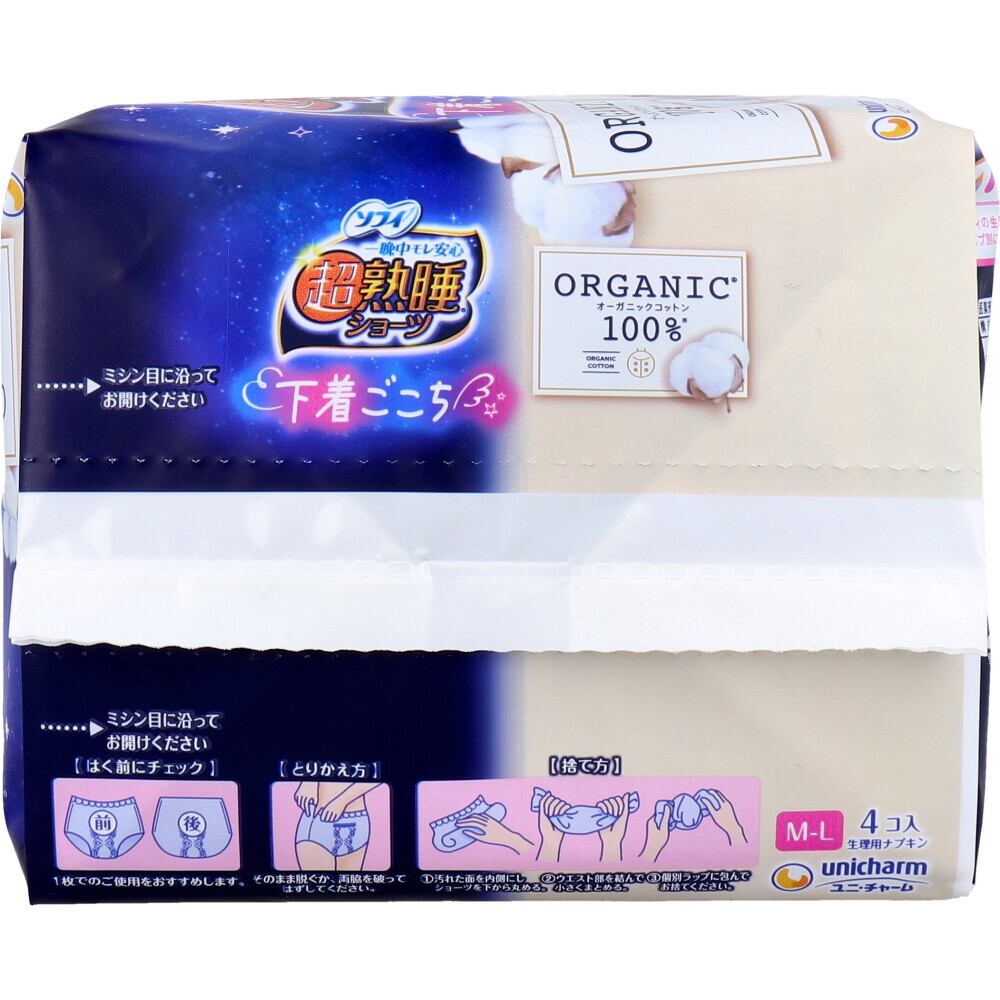 ORGANIC
ソフィ
一晩中モレ安心
超熟睡®
ショーツ
下着ごこち
ORGANIC®
オーガニックコットン
100%※
ORGANIC
COTTON
ミシン目に沿って
お開けください
ミシン目に沿って
お開けください
【はく前にチェック】
前
後
1枚でのご使用をおすすめします。
【とりかえ方】
そのまま脱ぐか、両脇を破って
はずしてください。
【捨て方】
①汚れた面を内側にし
ショーツを下から丸める。
②ウエスト部を結んで
小さくまとめる。
③個別ラップに包んで
お捨てください。
M-L
4コ入
生理用ナプキン
unicharm
ユニ・チャーム